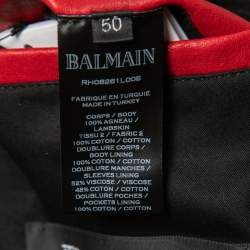 50
BALMAIN
RH08261L006
FABRIQUÉ EN TURQUIE
MADE IN TURKEY
CORPS / BODY
100% AGNEAU /
LAMBSKIN
TISSU 2 / FABRIC 2
100% COTON / COTTON
DOUBLURE CORPS /
BODY LINING
100% COTON / COTTON
DOUBLURE MANCHES /
SLEEVES LINING
52% VISCOSE / VISCOSE
48% COTON / COTTON
DOUBLURE POCHES
POCKETS LINING
100% COTON / COTTON